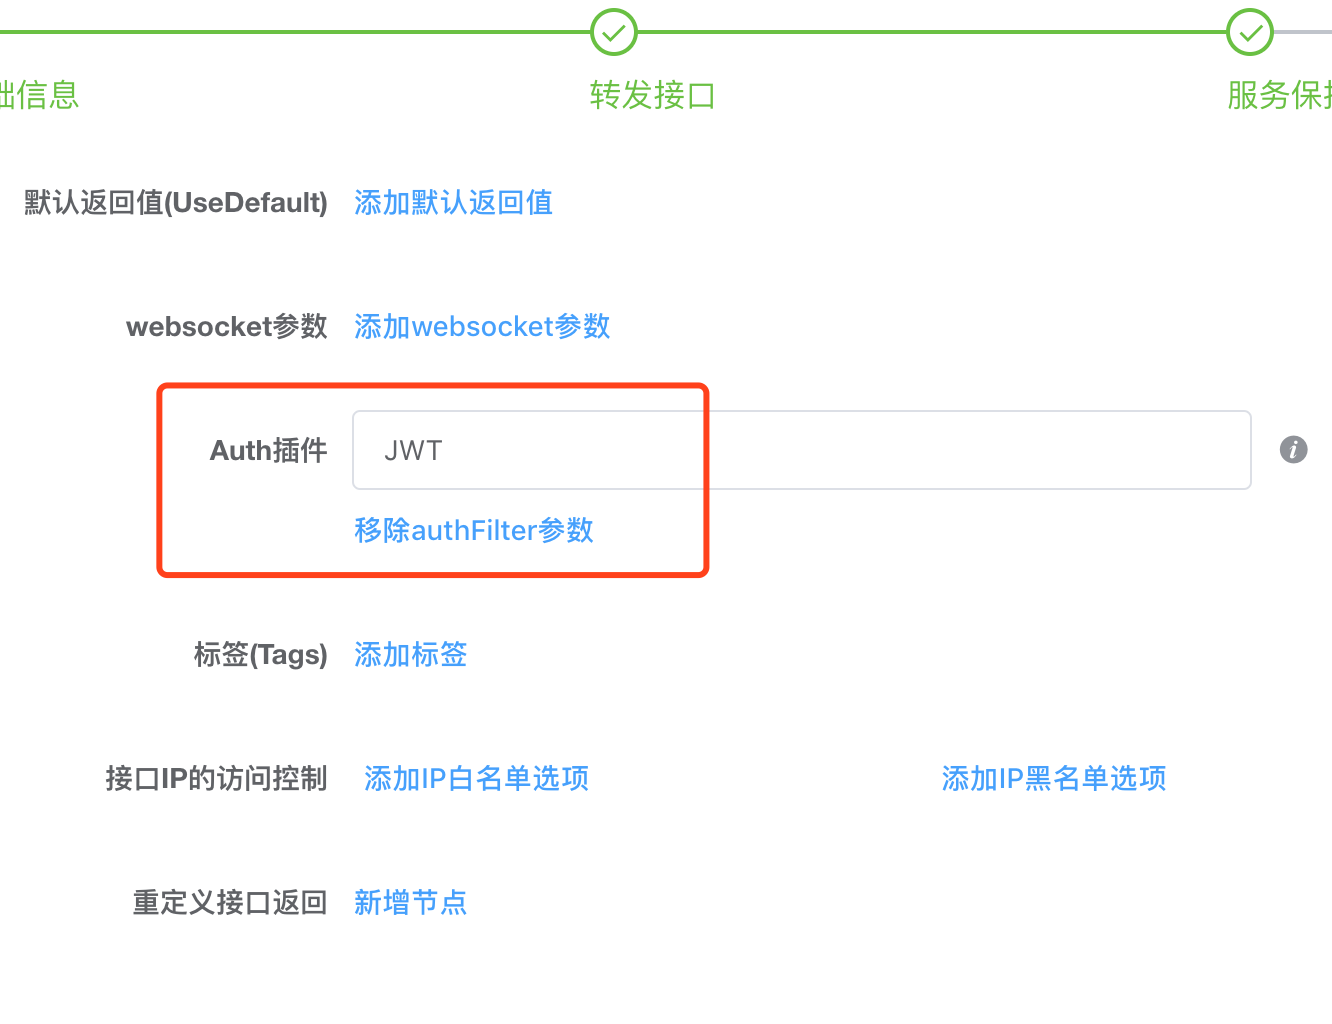 础信息
转发接口
服务保护
默认返回值(UseDefault) 添加默认返回值
websocket参数 添加websocket参数
Auth插件 JWT
移除authFilter参数
标签(Tags) 添加标签
接口IP的访问控制 添加IP白名单选项 添加IP黑名单选项
重定义接口返回 新增节点